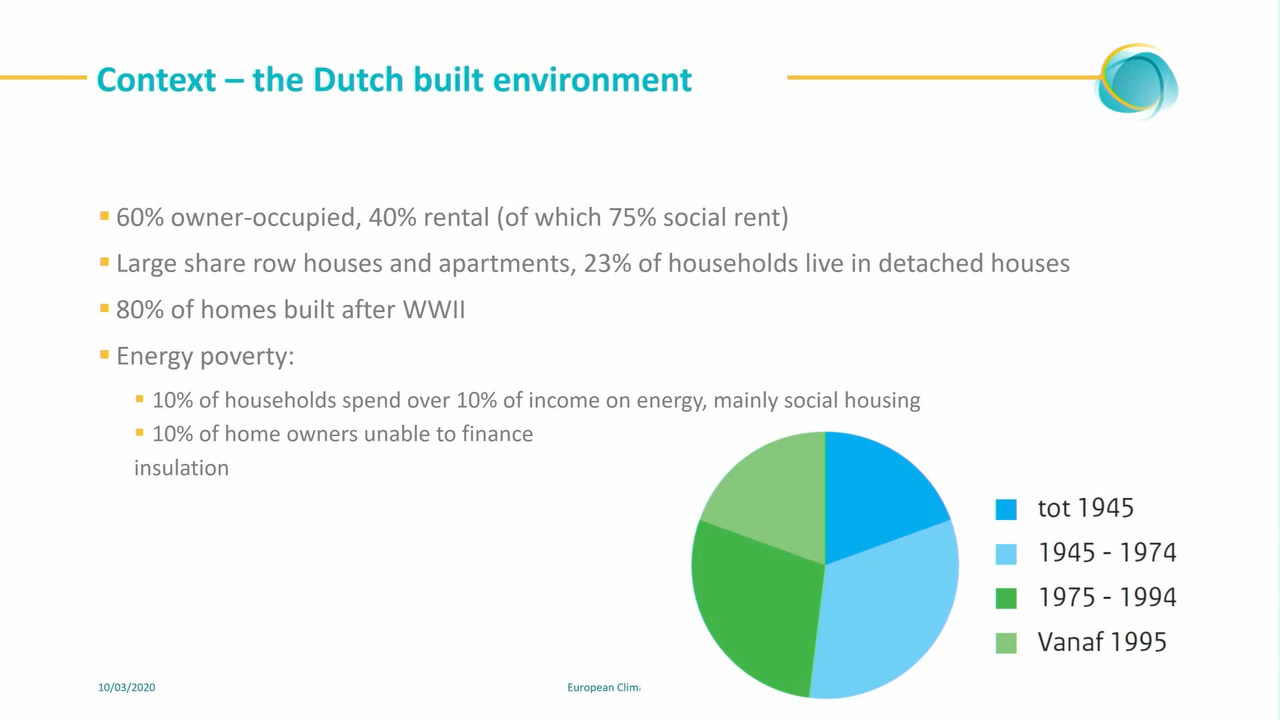 Context – the Dutch built environment
60% owner-occupied, 40% rental (of which 75% social rent)
Large share row houses and apartments, 23% of households live in detached houses
80% of homes built after WWII
Energy poverty:
10% of households spend over 10% of income on energy, mainly social housing
10% of home owners unable to finance
insulation
tot 1945
1945 - 1974
1975 - 1994
Vanaf 1995
10/03/2020
European